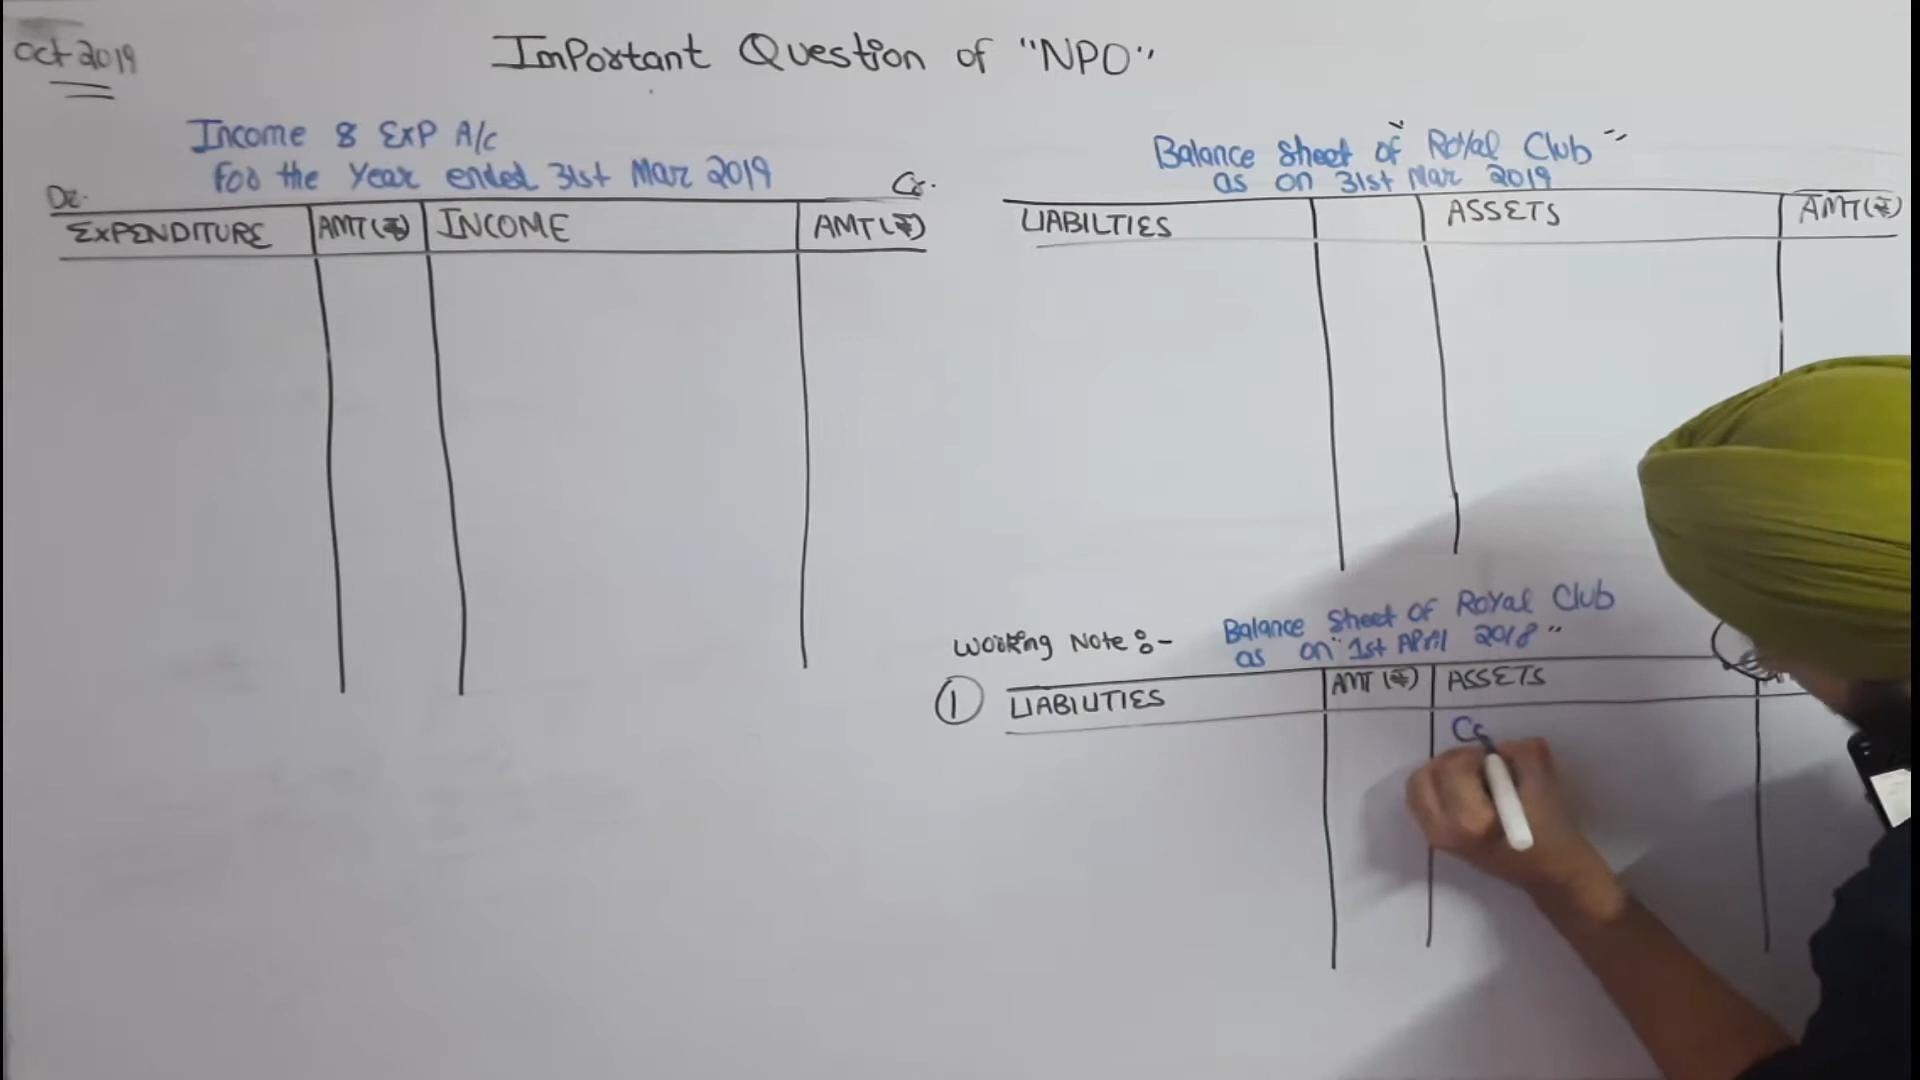 Oct 2019
Important Question of "NPO"
Income & Exp A/c
For the Year ended 31st Mar 2019
Dr.
Cr.
EXPENDITURE AMT(₹) INCOME AMT(₹)
Balance Sheet of "Royal Club"
as on 31st Mar 2019
LIABILTIES ASSETS AMT(₹)
Working Note :-
Balance Sheet of Royal Club
as on "1st April 2018"
1
LIABILITIES AMT (₹) ASSETS